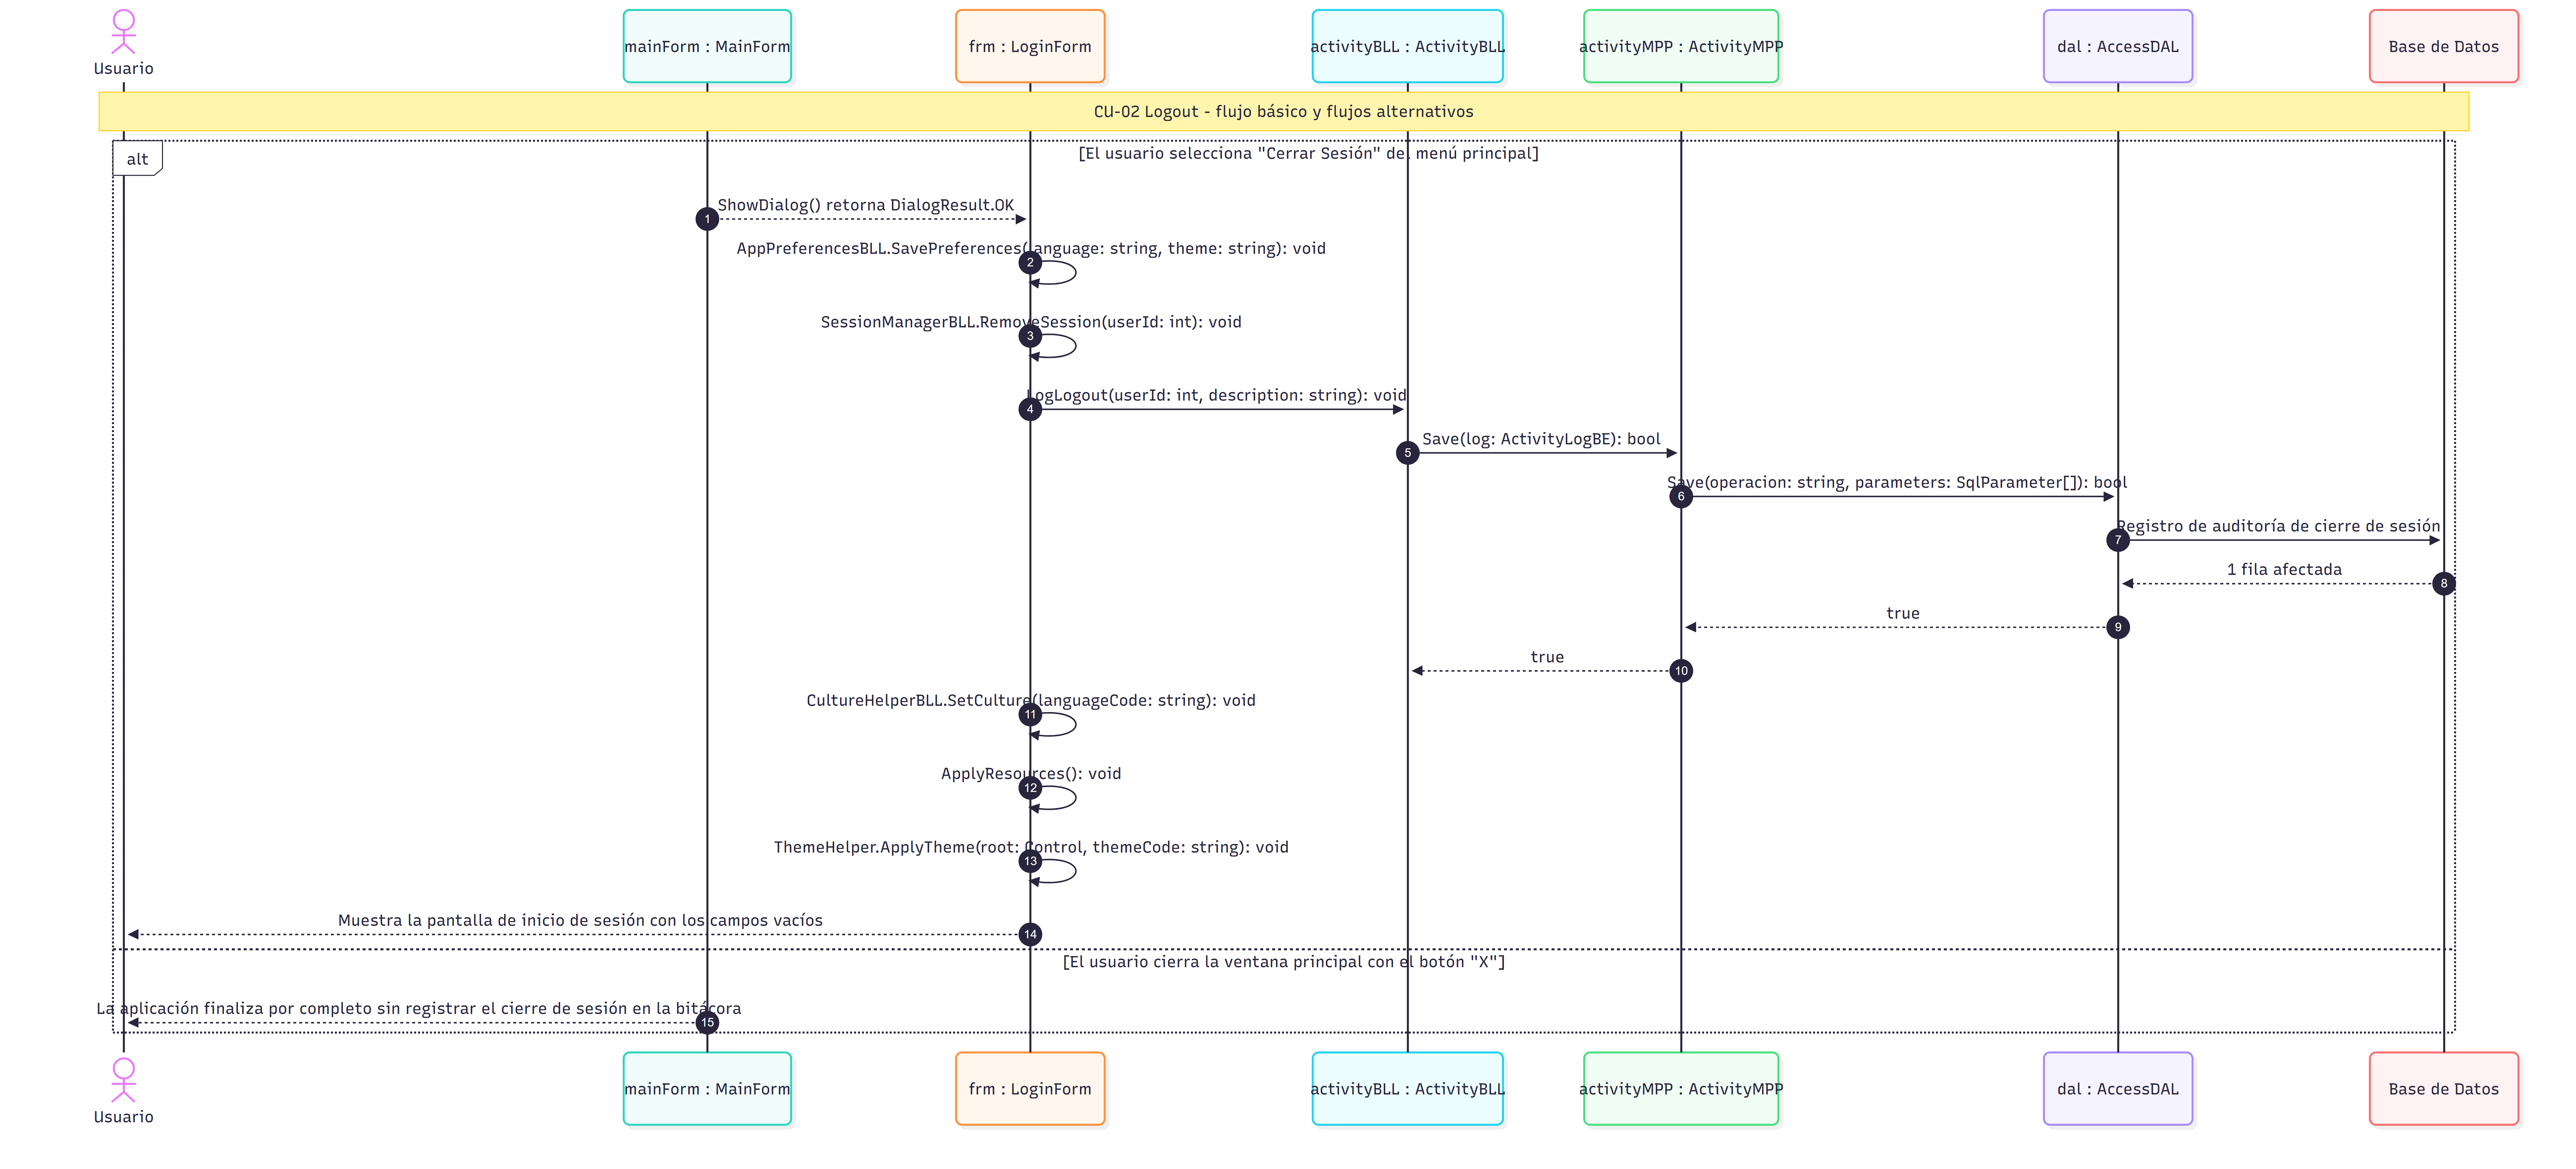 Usuario
mainForm : MainForm
frm : LoginForm
activityBLL : ActivityBLL
activityMPP : ActivityMPP
dal : AccessDAL
Base de Datos
CU-02 Logout - flujo básico y flujos alternativos
alt
[El usuario selecciona "Cerrar Sesión" del menú principal]
ShowDialog() retorna DialogResult.OK
1
AppPreferencesBLL.SavePreferences(language: string, theme: string): void
2
SessionManagerBLL.RemoveSession(userId: int): void
3
LogLogout(userId: int, description: string): void
4
Save(log: ActivityLogBE): bool
5
Save(operacion: string, parameters: SqlParameter[]): bool
6
Registro de auditoría de cierre de sesión
7
1 fila afectada
8
true
9
true
10
CultureHelperBLL.SetCulture(languageCode: string): void
11
ApplyResources(): void
12
ThemeHelper.ApplyTheme(root: Control, themeCode: string): void
13
Muestra la pantalla de inicio de sesión con los campos vacíos
14
[El usuario cierra la ventana principal con el botón "X"]
La aplicación finaliza por completo sin registrar el cierre de sesión en la bitácora
15
Usuario
mainForm : MainForm
frm : LoginForm
activityBLL : ActivityBLL
activityMPP : ActivityMPP
dal : AccessDAL
Base de Datos